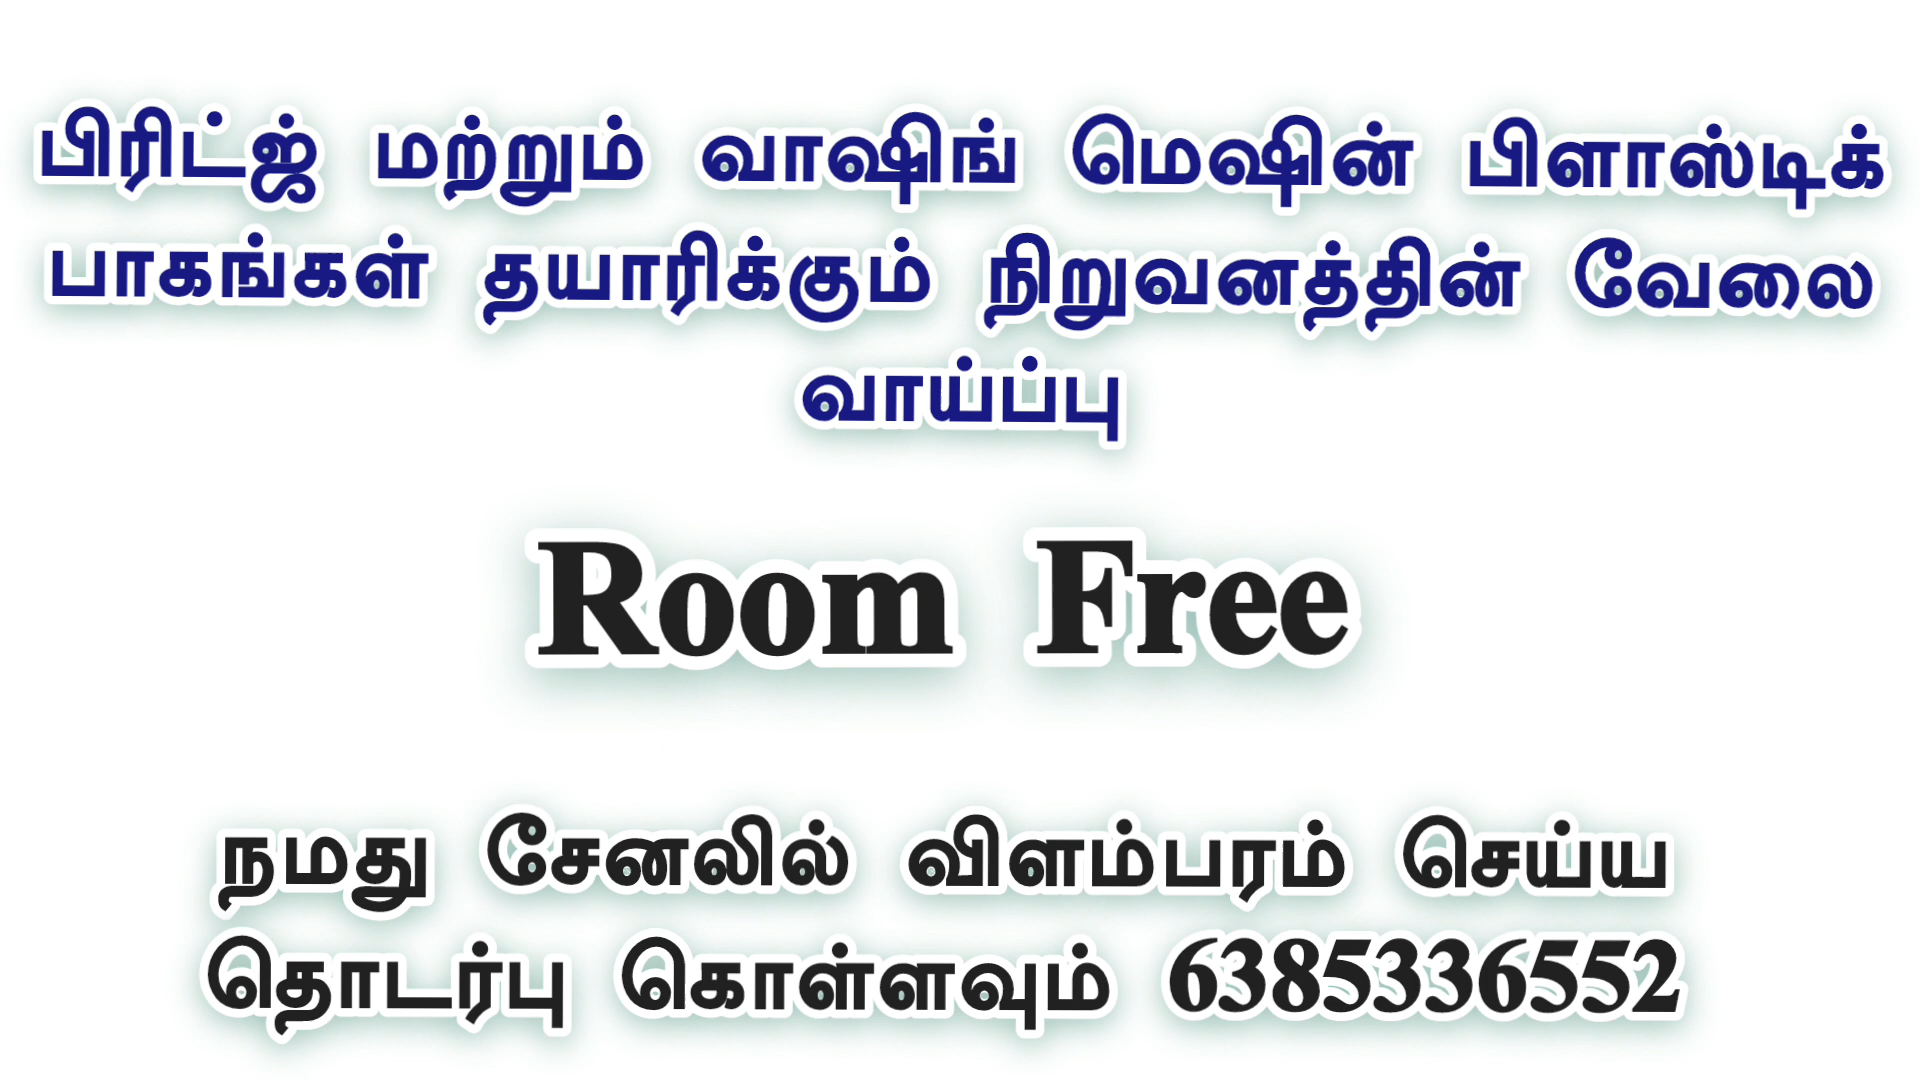 பிரிட்ஜ் மற்றும் வாஷிங் மெஷின் பிளாஸ்டிக்
பாகங்கள் தயாரிக்கும் நிறுவனத்தின் வேலை
வாய்ப்பு
Room Free
நமது சேனலில் விளம்பரம் செய்ய
தொடர்பு கொள்ளவும் 6385336552